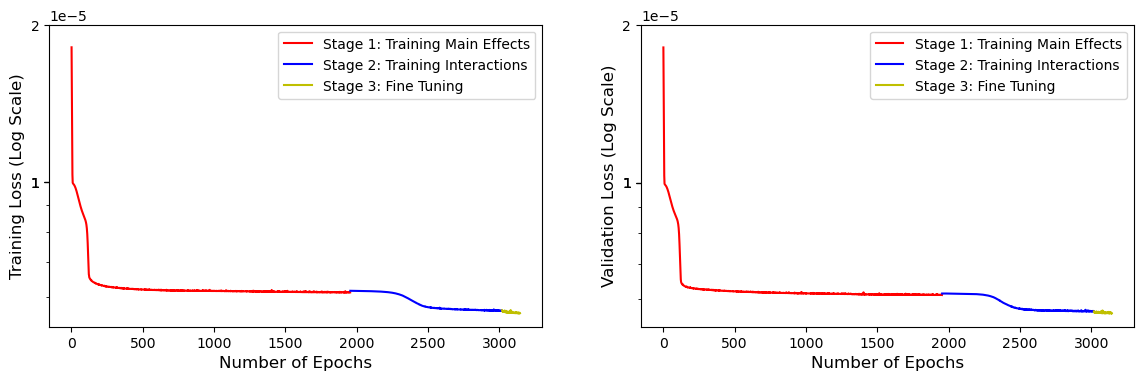 1e−5
2
1
Training Loss (Log Scale)
Stage 1: Training Main Effects
Stage 2: Training Interactions
Stage 3: Fine Tuning
0 500 1000 1500 2000 2500 3000
Number of Epochs
1e−5
2
1
Validation Loss (Log Scale)
Stage 1: Training Main Effects
Stage 2: Training Interactions
Stage 3: Fine Tuning
0 500 1000 1500 2000 2500 3000
Number of Epochs